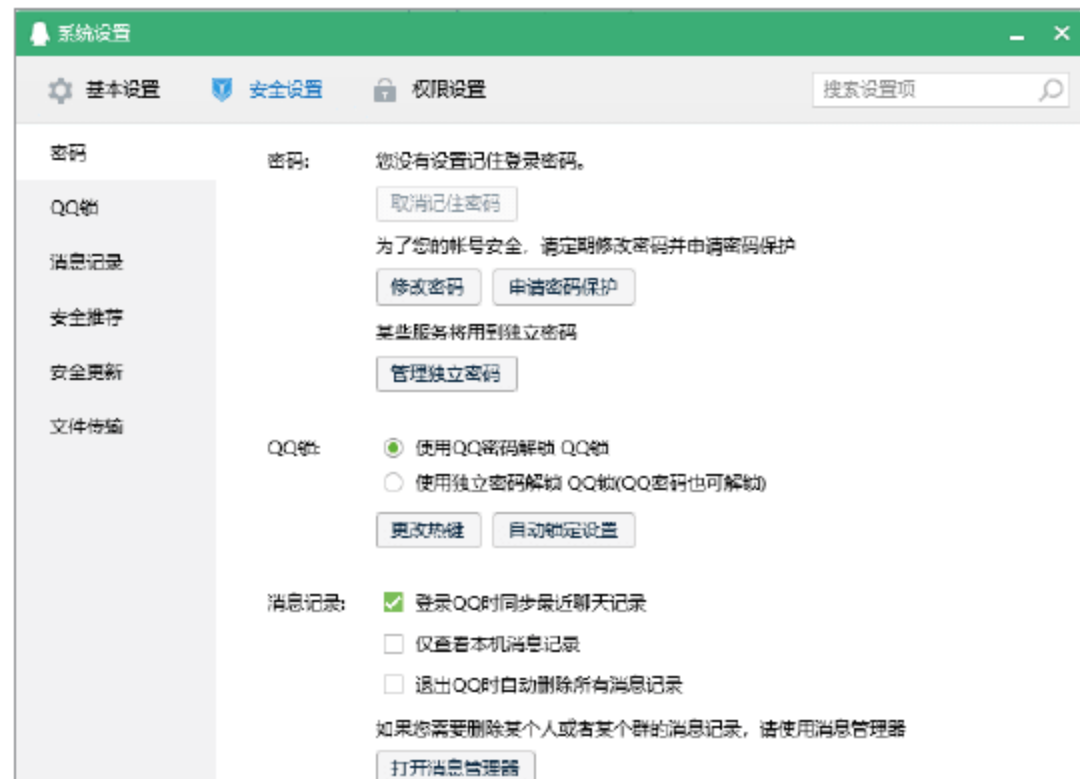 系统设置
基本设置 安全设置 权限设置 搜索设置项
密码
QQ锁
消息记录
安全推荐
安全更新
文件传输
密码: 您没有设置记住登录密码。
取消记住密码
为了您的帐号安全，请定期修改密码并申请密码保护
修改密码 申请密码保护
某些服务将用到独立密码
管理独立密码
QQ锁: 使用QQ密码解锁 QQ锁
使用独立密码解锁 QQ锁(QQ密码也可解锁)
更改热键 自动锁定设置
消息记录: 登录QQ时同步最近聊天记录
仅查看本机消息记录
退出QQ时自动删除所有消息记录
如果您需要删除某个人或者某个群的消息记录，请使用消息管理器
打开消息管理器